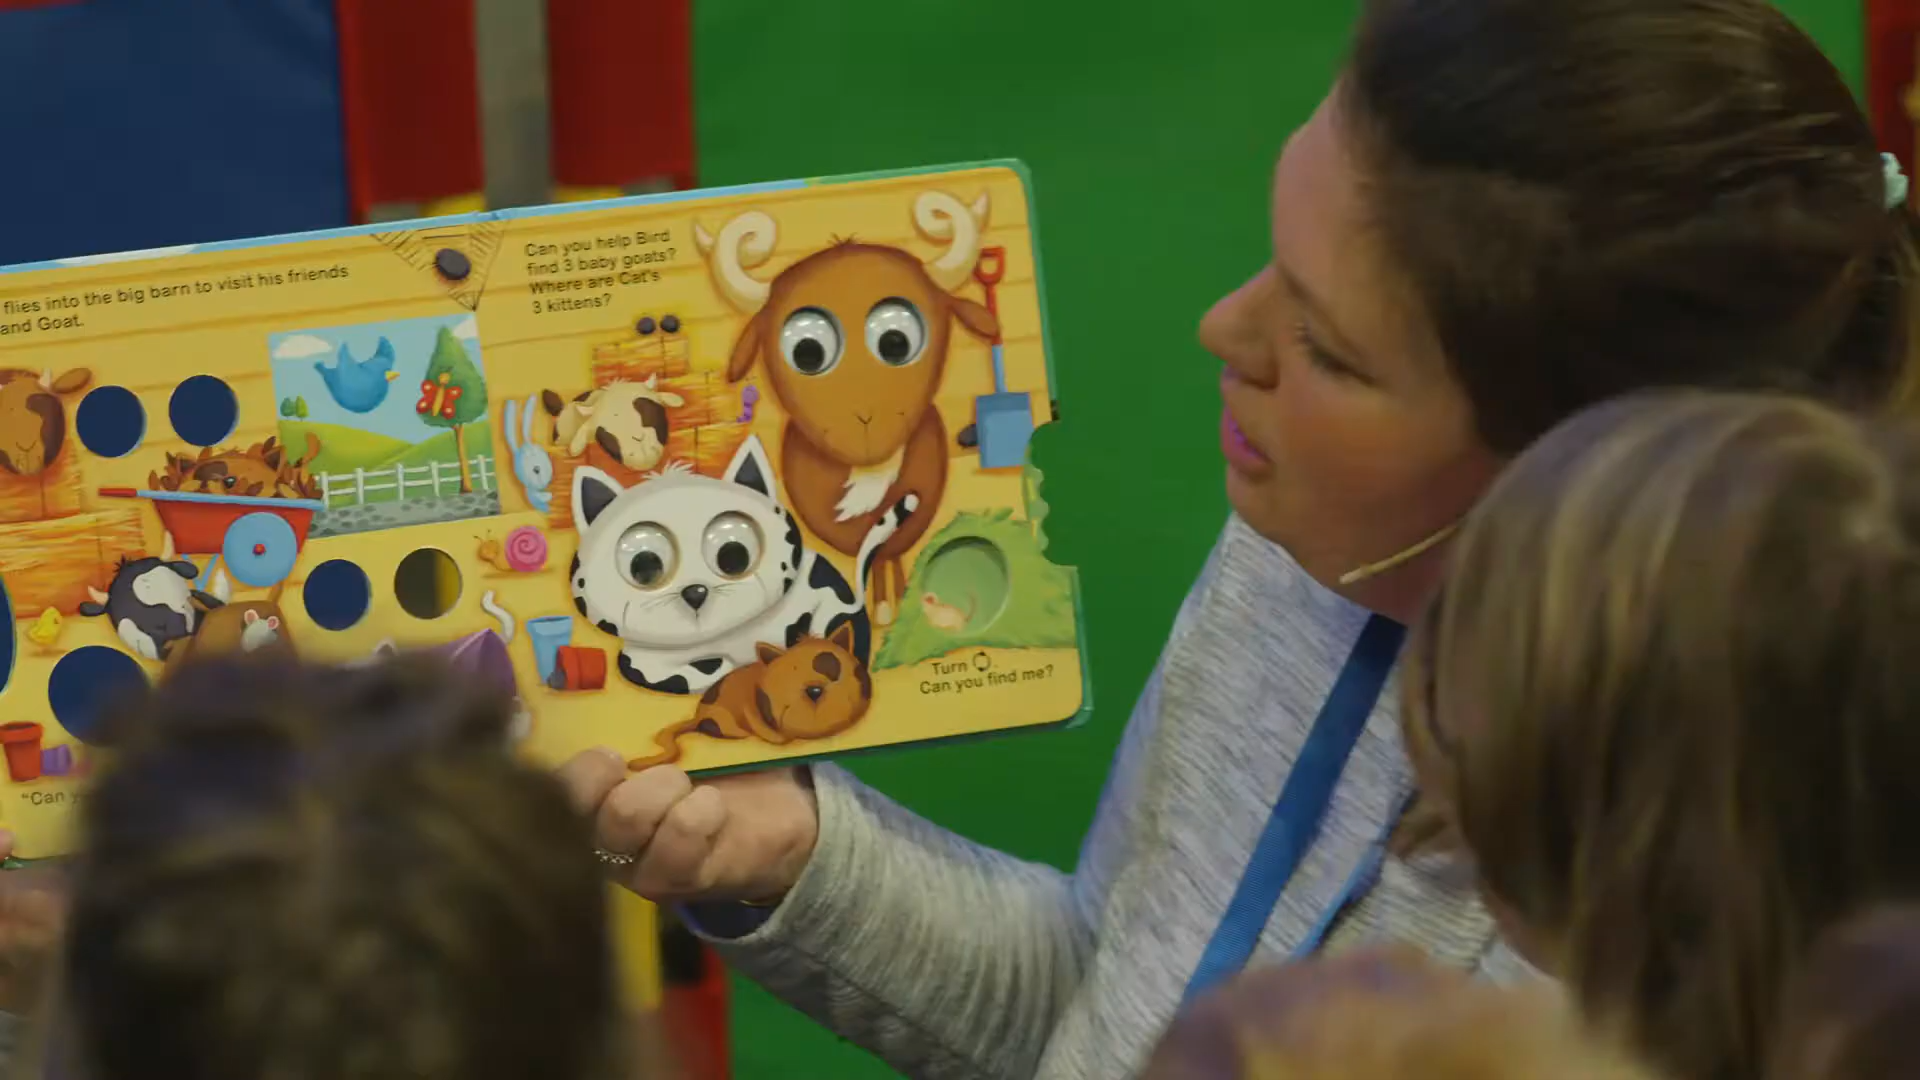 flies into the big barn to visit his friends
and Goat.
Can you help Bird
find 3 baby goats?
Where are Cat's
3 kittens?
Turn
Can you find me?
"Can